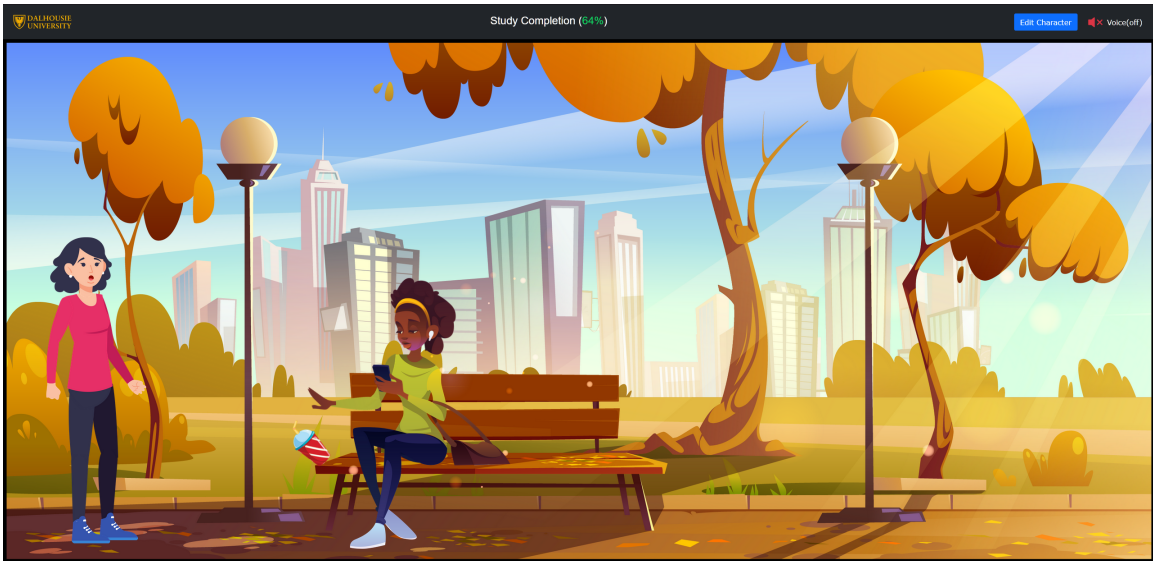 DALHOUSIE
UNIVERSITY
Study Completion (64%)
Edit Character
Voice(off)